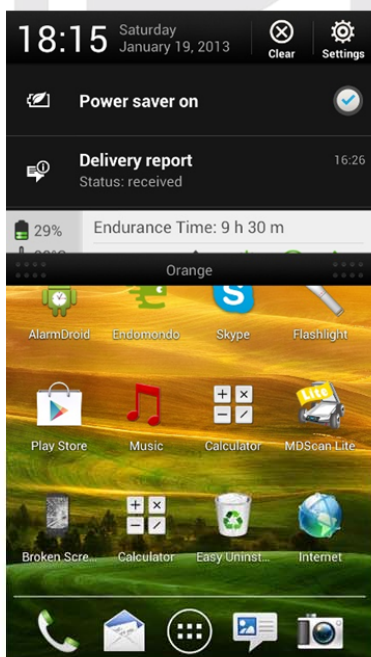 18:15
Saturday
January 19, 2013
Clear
Settings
Power saver on
Delivery report
16:26
Status: received
29%
Endurance Time: 9 h 30 m
Orange
AlarmDroid
Endomondo
Skype
Flashlight
Lite
Play Store
Music
Calculator
MDScan Lite
Broken Scre...
Calculator
Easy Uninst...
Internet